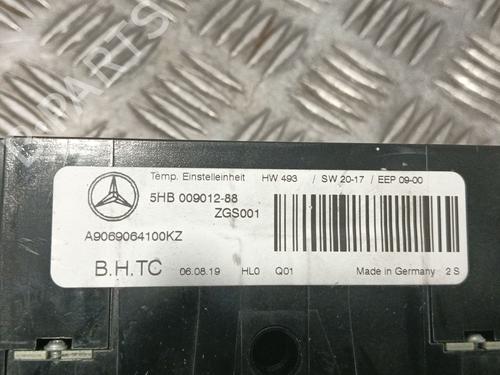 Temp. Einstelleinheit HW 493 / SW 20-17 / EEP 09-00
5HB 009012-88
ZGS001
A9069064100KZ
B.H.TC 06.08.19 HL0 Q01 Made in Germany 2 S
B-PARTS